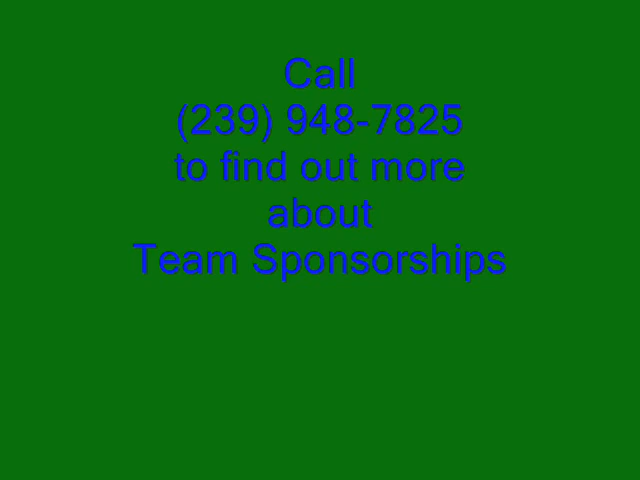 Call
(239) 948-7825
to find out more
about
Team Sponsorships